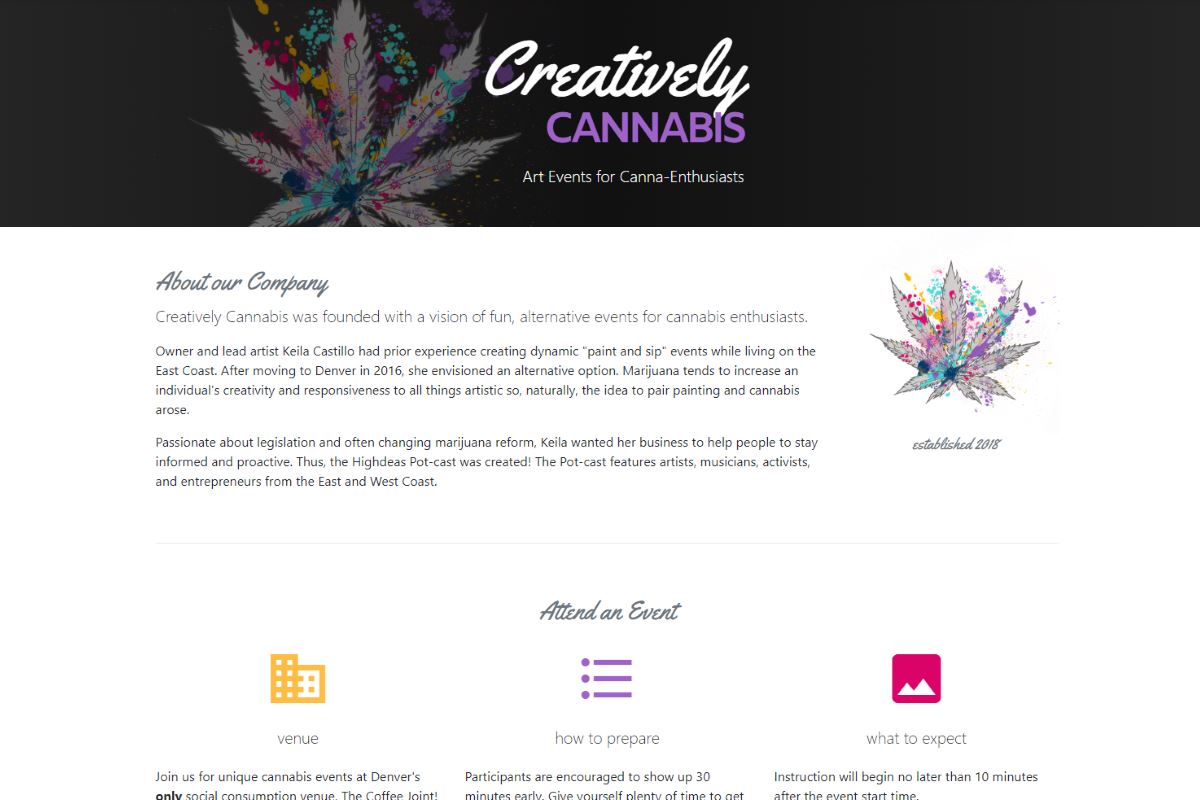 Creatively
CANNABIS
Art Events for Canna-Enthusiasts
About our Company
Creatively Cannabis was founded with a vision of fun, alternative events for cannabis enthusiasts.
Owner and lead artist Keila Castillo had prior experience creating dynamic "paint and sip" events while living on the
East Coast. After moving to Denver in 2016, she envisioned an alternative option. Marijuana tends to increase an
individual's creativity and responsiveness to all things artistic so, naturally, the idea to pair painting and cannabis
arose.
Passionate about legislation and often changing marijuana reform, Keila wanted her business to help people to stay
informed and proactive. Thus, the Highdeas Pot-cast was created! The Pot-cast features artists, musicians, activists,
and entrepreneurs from the East and West Coast.
established 2018
Attend an Event
venue
Join us for unique cannabis events at Denver's
only social consumption venue, The Coffee Joint!
how to prepare
Participants are encouraged to show up 30
minutes early. Give yourself plenty of time to get
what to expect
Instruction will begin no later than 10 minutes
after the event start time.